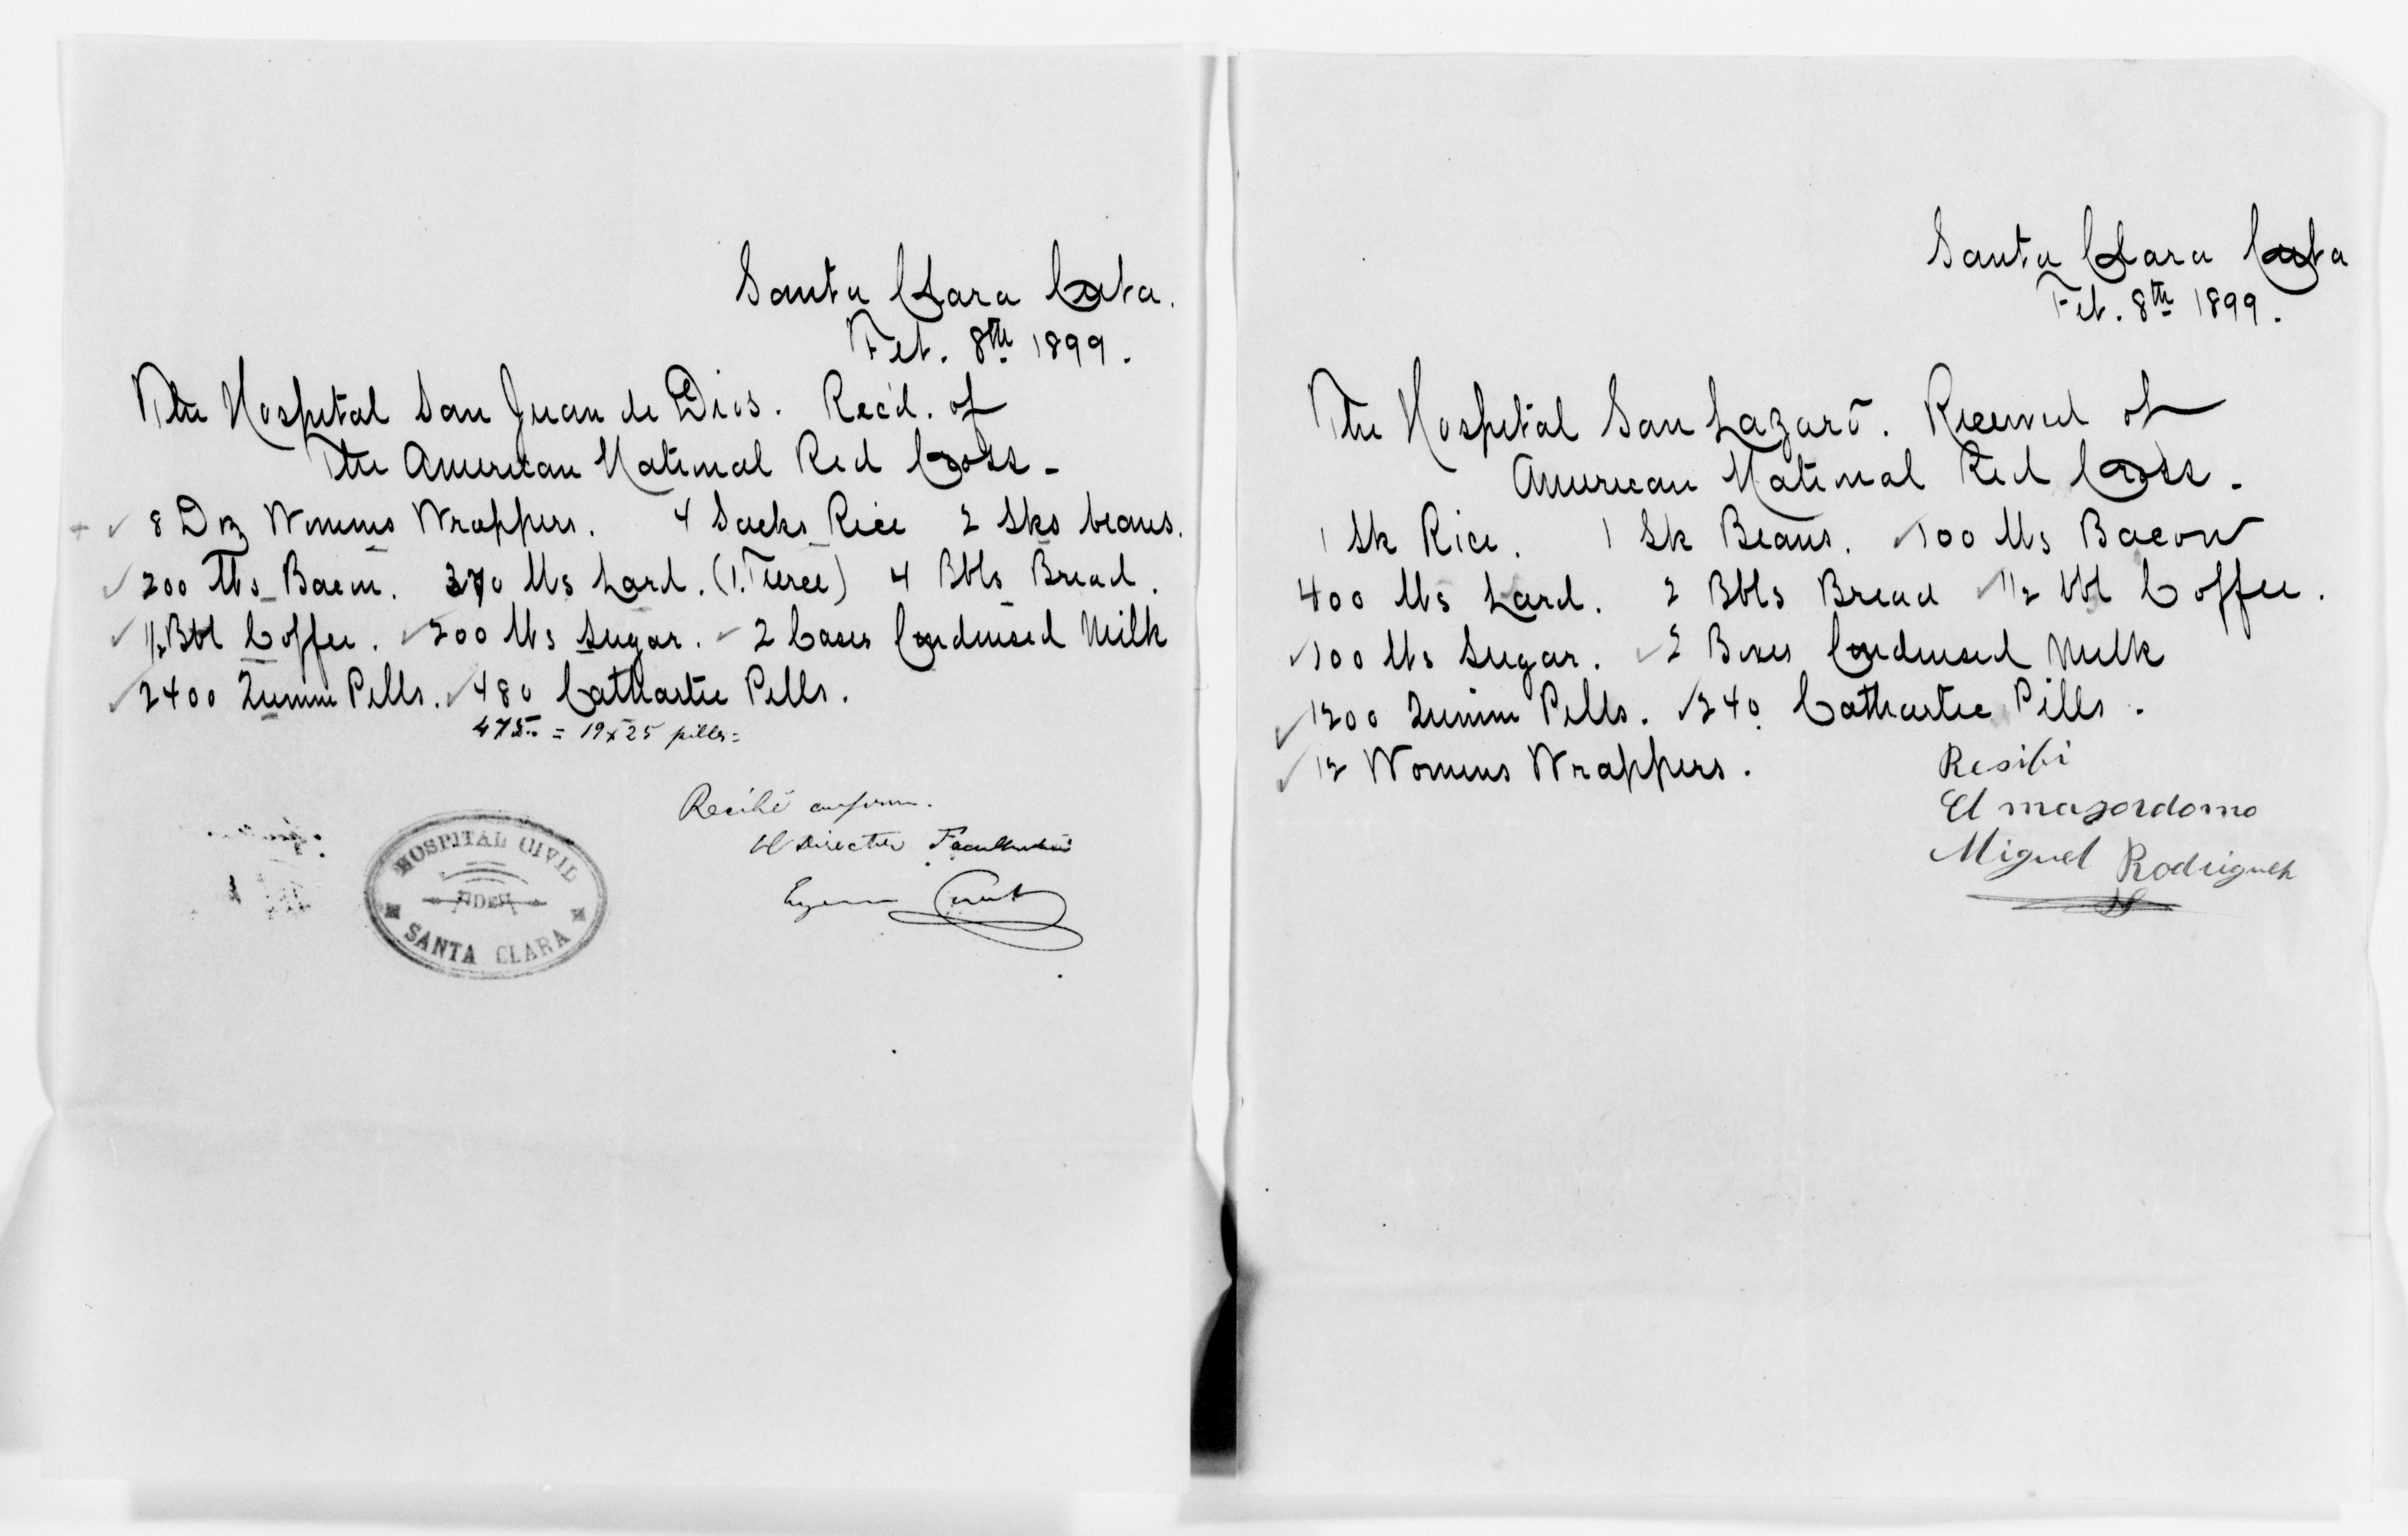 Santa Clara Cuba.
Feb. 8th 1899.
The Hospital San Juan de Dios. Rec'd. of
The American National Red Cross -
+ ✓ 8 Doz Womens Wrappers. 4 Sacks Rice 2 Sks beans.
✓ 200 lbs Bacon. 370 lbs Lard. (1. Tierce) 4 Bbls Bread.
✓ 1/2 Bbl Coffee. ✓ 200 lbs Sugar. ✓ 2 Cases Condensed Milk
✓ 2400 Quinine Pills. ✓ 480 Cathartic Pills.
475 = 19 x 25 pills=
Recibí conforme.
El Director Facultativo
HOSPITAL CIVIL
DE
SANTA CLARA
Santa Clara Cuba
Feb. 8th 1899.
The Hospital San Lazaro. Received of
American National Red Cross.
1 Sk Rice. 1 Sk Beans. ✓ 100 lbs Bacon
400 lbs Lard. 2 Bbls Bread ✓ 1/2 bbl Coffee.
✓ 100 lbs Sugar. ✓ 2 Boxes Condensed Milk
✓ 1200 Quinine Pills. ✓ 240 Cathartic Pills.
✓ 12 Womens Wrappers.
Resibi
El mayordomo
Miguel Rodriguez